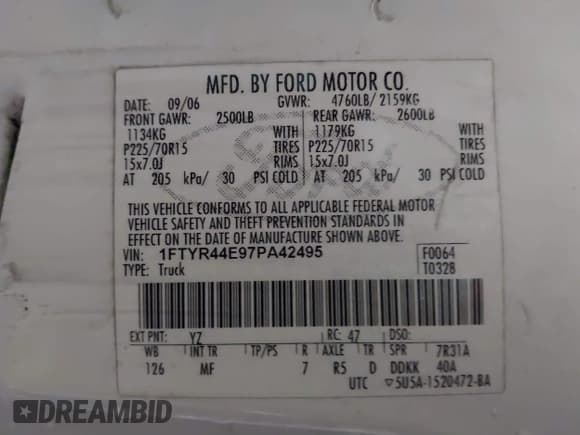 MFD. BY FORD MOTOR CO.
DATE: 09/06 GVWR: 4760LB/ 2159KG
FRONT GAWR: 2500LB REAR GAWR: 2600LB
1134KG WITH 1179KG WITH
P225/70R15 TIRES P225/70R15 TIRES
15x7.0J RIMS 15x7.0J RIMS
AT 205 kPa/ 30 PSI COLD AT 205 kPa/ 30 PSI COLD
THIS VEHICLE CONFORMS TO ALL APPLICABLE FEDERAL MOTOR
VEHICLE SAFETY AND THEFT PREVENTION STANDARDS IN
EFFECT ON THE DATE OF MANUFACTURE SHOWN ABOVE.
VIN: 1FTYR44E97PA42495 F0064
TYPE: Truck T0328
EXT PNT: YZ RC: 47 DSO:
WB INT TR TP/PS R AXLE TR SPR 7R31A
126 MF 7 R5 D DDKK 40A
UTC ▽5U5A-1520472-BA
DREAMBID